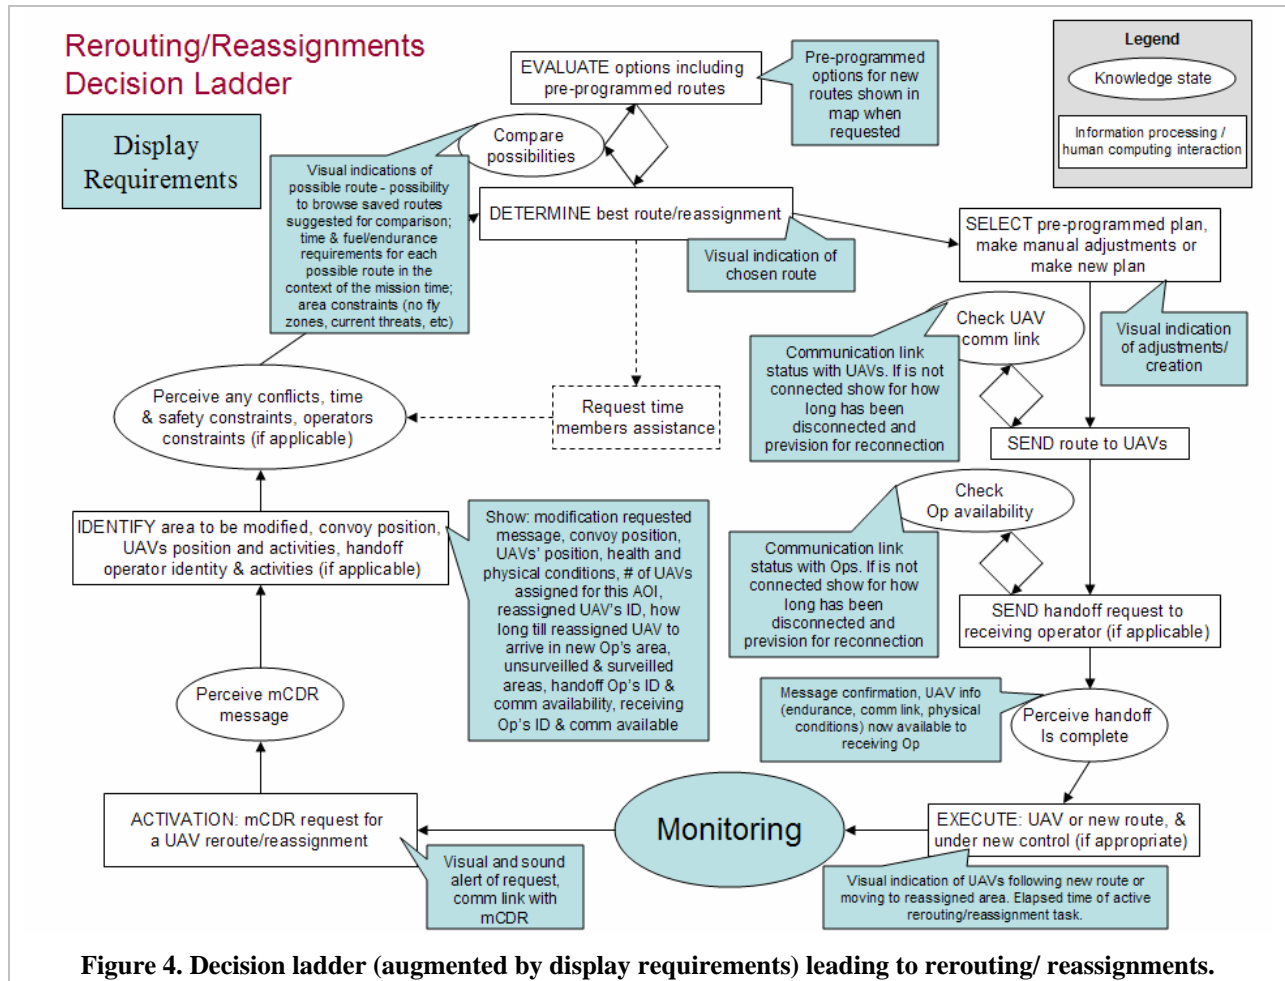 Rerouting/Reassignments
Decision Ladder
Display
Requirements
EVALUATE options including
pre-programmed routes
Pre-programmed
options for new
routes shown in
map when
requested
Legend
Knowledge state
Information processing /
human computing interaction
Compare
possibilities
Visual indications of
possible route - possibility
to browse saved routes
suggested for comparison;
time & fuel/endurance
requirements for each
possible route in the
context of the mission time;
area constraints (no fly
zones, current threats, etc)
DETERMINE best route/reassignment
Visual indication of
chosen route
SELECT pre-programmed plan,
make manual adjustments or
make new plan
Visual indication
of adjustments/
creation
Check UAV
comm link
Communication link
status with UAVs. If is not
connected show for how
long has been
disconnected and
prevision for reconnection
SEND route to UAVs
Perceive any conflicts, time
& safety constraints, operators
constraints (if applicable)
Request time
members assistance
Check
Op availability
Communication link
status with Ops. If is not
connected show for how
long has been
disconnected and
prevision for reconnection
SEND handoff request to
receiving operator (if applicable)
IDENTIFY area to be modified, convoy position,
UAVs position and activities, handoff
operator identity & activities (if applicable)
Show: modification requested
message, convoy position,
UAVs' position, health and
physical conditions, # of UAVs
assigned for this AOI,
reassigned UAV's ID, how
long till reassigned UAV to
arrive in new Op's area,
unsurveilled & surveilled
areas, handoff Op's ID &
comm availability, receiving
Op's ID & comm available
Perceive mCDR
message
Message confirmation, UAV info
(endurance, comm link, physical
conditions) now available to
receiving Op
Perceive handoff
Is complete
ACTIVATION: mCDR request for
a UAV reroute/reassignment
Visual and sound
alert of request,
comm link with
mCDR
Monitoring
EXECUTE: UAV or new route, &
under new control (if appropriate)
Visual indication of UAVs following new route or
moving to reassigned area. Elapsed time of active
rerouting/reassignment task.
Figure 4. Decision ladder (augmented by display requirements) leading to rerouting/ reassignments.